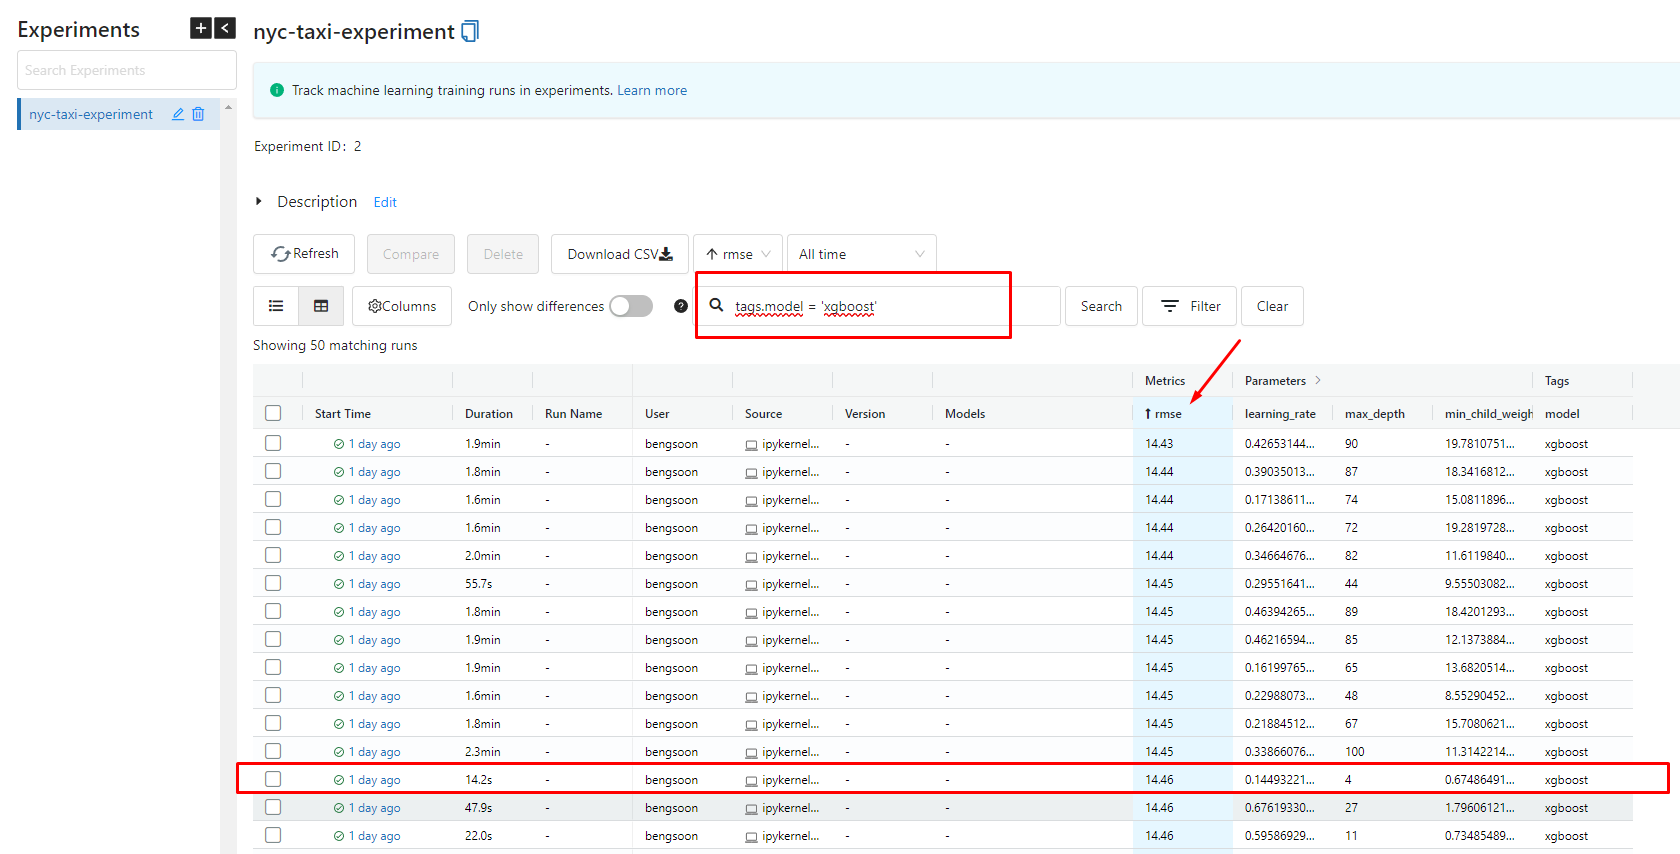 Experiments
Search Experiments
nyc-taxi-experiment
nyc-taxi-experiment
Track machine learning training runs in experiments. Learn more
Experiment ID: 2
Description Edit
Refresh Compare Delete Download CSV rmse All time
Columns Only show differences ? tags.model = 'xgboost' Search Filter Clear
Showing 50 matching runs
Metrics Parameters > Tags
Start Time Duration Run Name User Source Version Models ↑ rmse learning_rate max_depth min_child_weigh model
1 day ago 1.9min - bengsoon ipykernel... - - 14.43 0.42653144... 90 19.7810751... xgboost
1 day ago 1.8min - bengsoon ipykernel... - - 14.44 0.39035013... 87 18.3416812... xgboost
1 day ago 1.6min - bengsoon ipykernel... - - 14.44 0.17138611... 74 15.0811896... xgboost
1 day ago 1.6min - bengsoon ipykernel... - - 14.44 0.26420160... 72 19.2819728... xgboost
1 day ago 2.0min - bengsoon ipykernel... - - 14.44 0.34664676... 82 11.6119840... xgboost
1 day ago 55.7s - bengsoon ipykernel... - - 14.45 0.29551641... 44 9.55503082... xgboost
1 day ago 1.8min - bengsoon ipykernel... - - 14.45 0.46394265... 89 18.4201293... xgboost
1 day ago 1.9min - bengsoon ipykernel... - - 14.45 0.46216594... 85 12.1373884... xgboost
1 day ago 1.9min - bengsoon ipykernel... - - 14.45 0.16199765... 65 13.6820514... xgboost
1 day ago 1.6min - bengsoon ipykernel... - - 14.45 0.22988073... 48 8.55290452... xgboost
1 day ago 1.8min - bengsoon ipykernel... - - 14.45 0.21884512... 67 15.7080621... xgboost
1 day ago 2.3min - bengsoon ipykernel... - - 14.45 0.33866076... 100 11.3142214... xgboost
1 day ago 14.2s - bengsoon ipykernel... - - 14.46 0.14493221... 4 0.67486491... xgboost
1 day ago 47.9s - bengsoon ipykernel... - - 14.46 0.67619330... 27 1.79606121... xgboost
1 day ago 22.0s - bengsoon ipykernel... - - 14.46 0.59586929... 11 0.73485489... xgboost